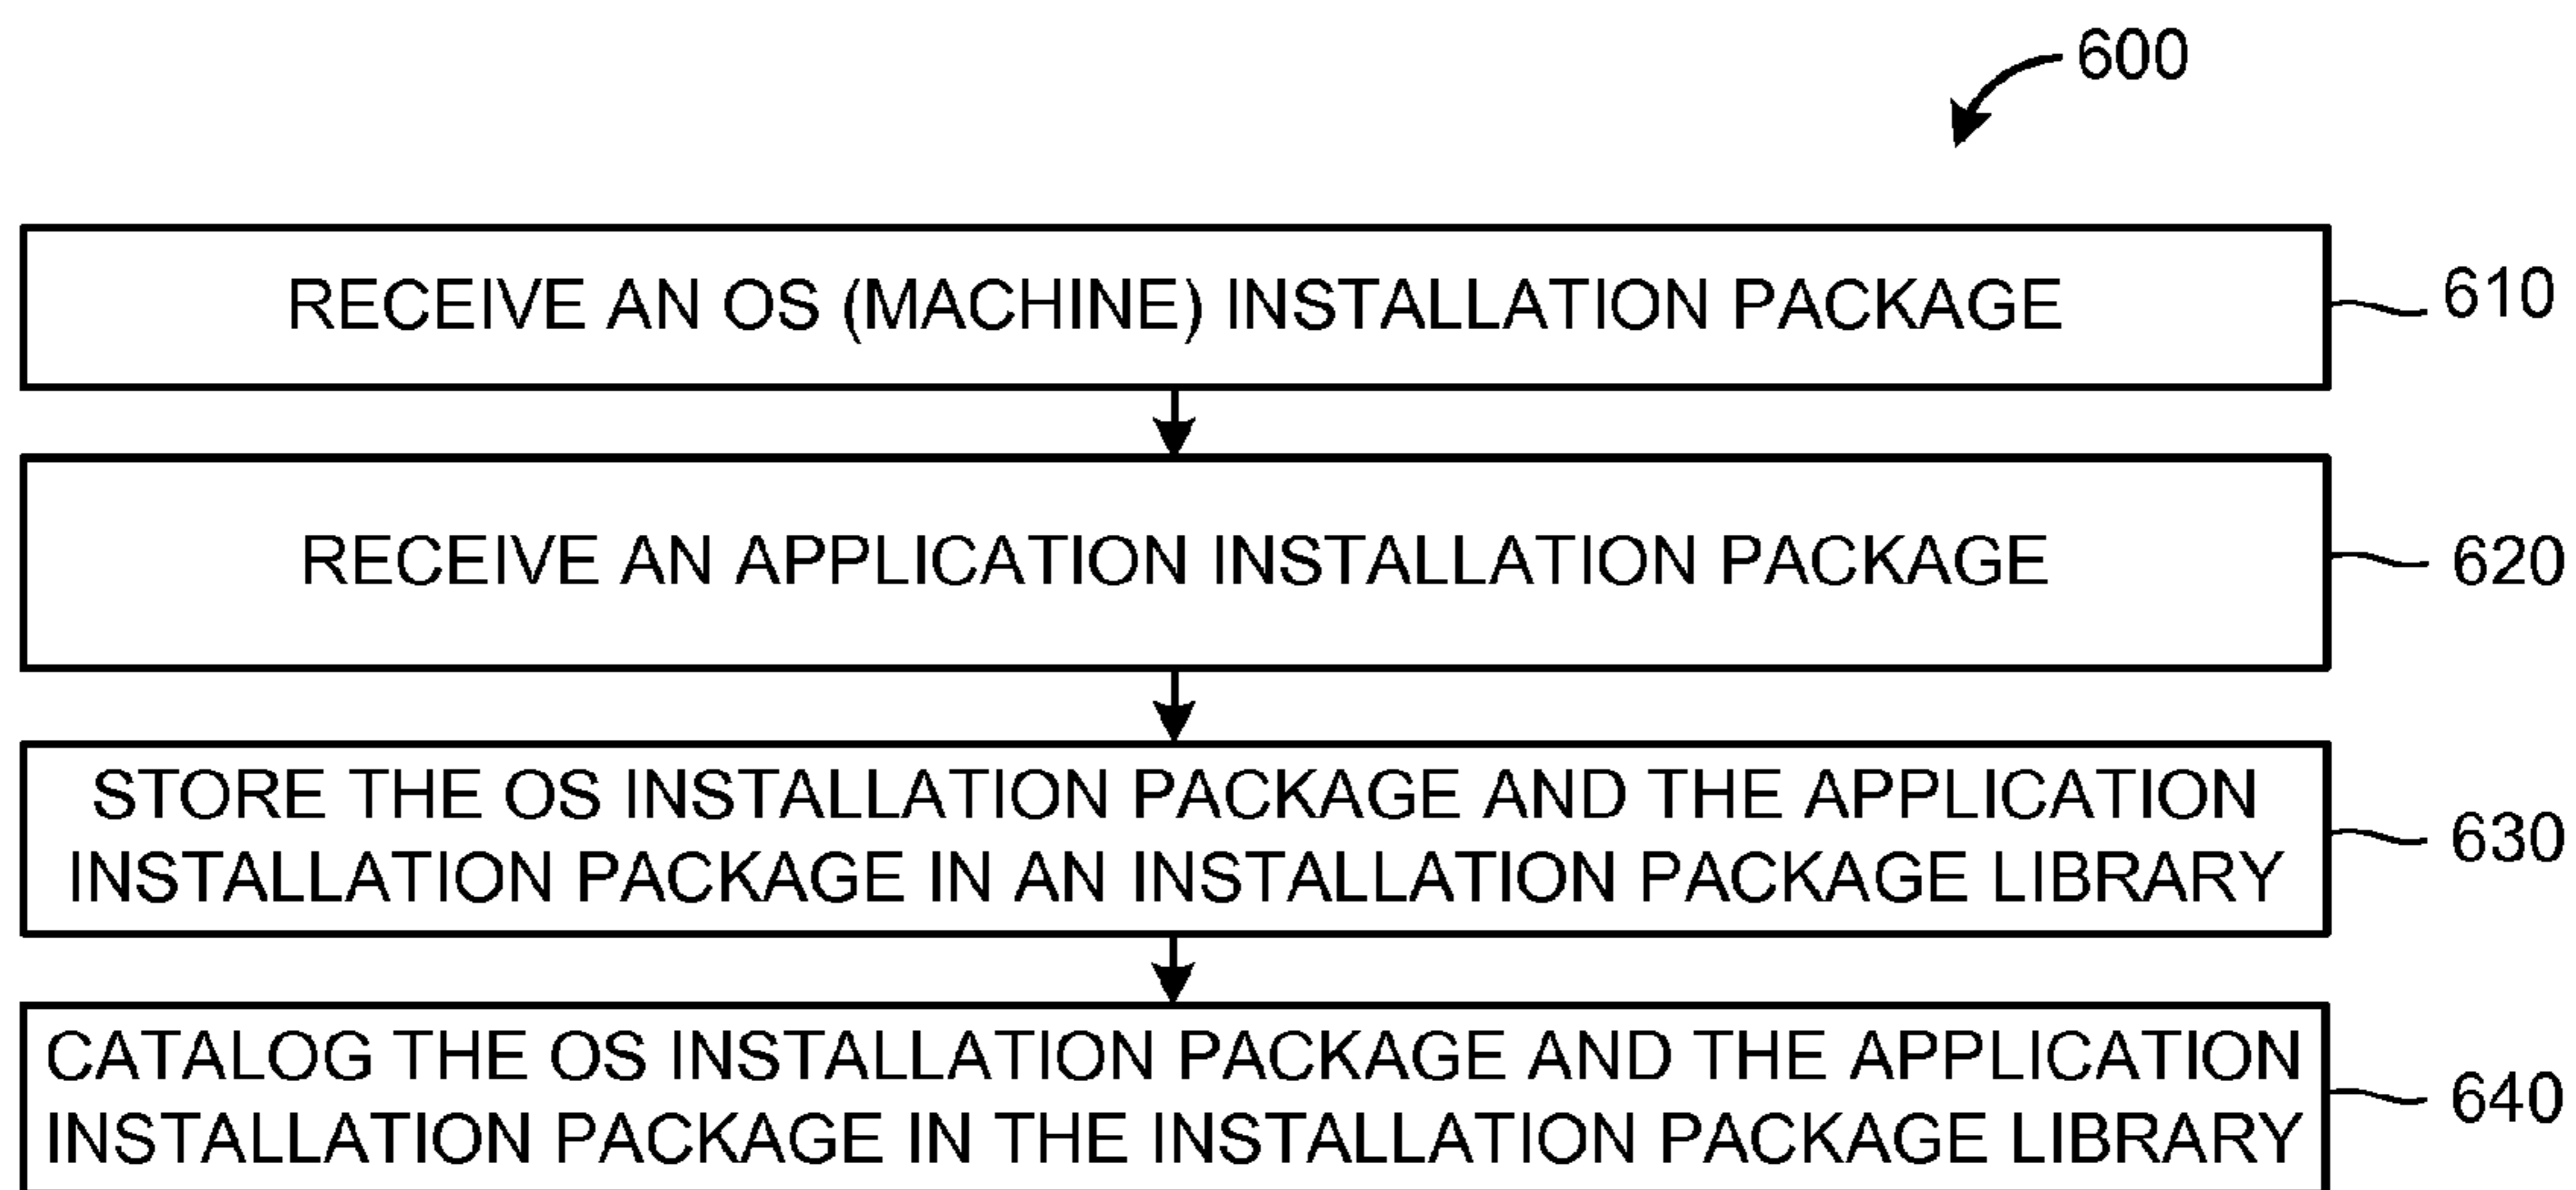 600
RECEIVE AN OS (MACHINE) INSTALLATION PACKAGE
610
RECEIVE AN APPLICATION INSTALLATION PACKAGE
620
STORE THE OS INSTALLATION PACKAGE AND THE APPLICATION
INSTALLATION PACKAGE IN AN INSTALLATION PACKAGE LIBRARY
630
CATALOG THE OS INSTALLATION PACKAGE AND THE APPLICATION
INSTALLATION PACKAGE IN THE INSTALLATION PACKAGE LIBRARY
640